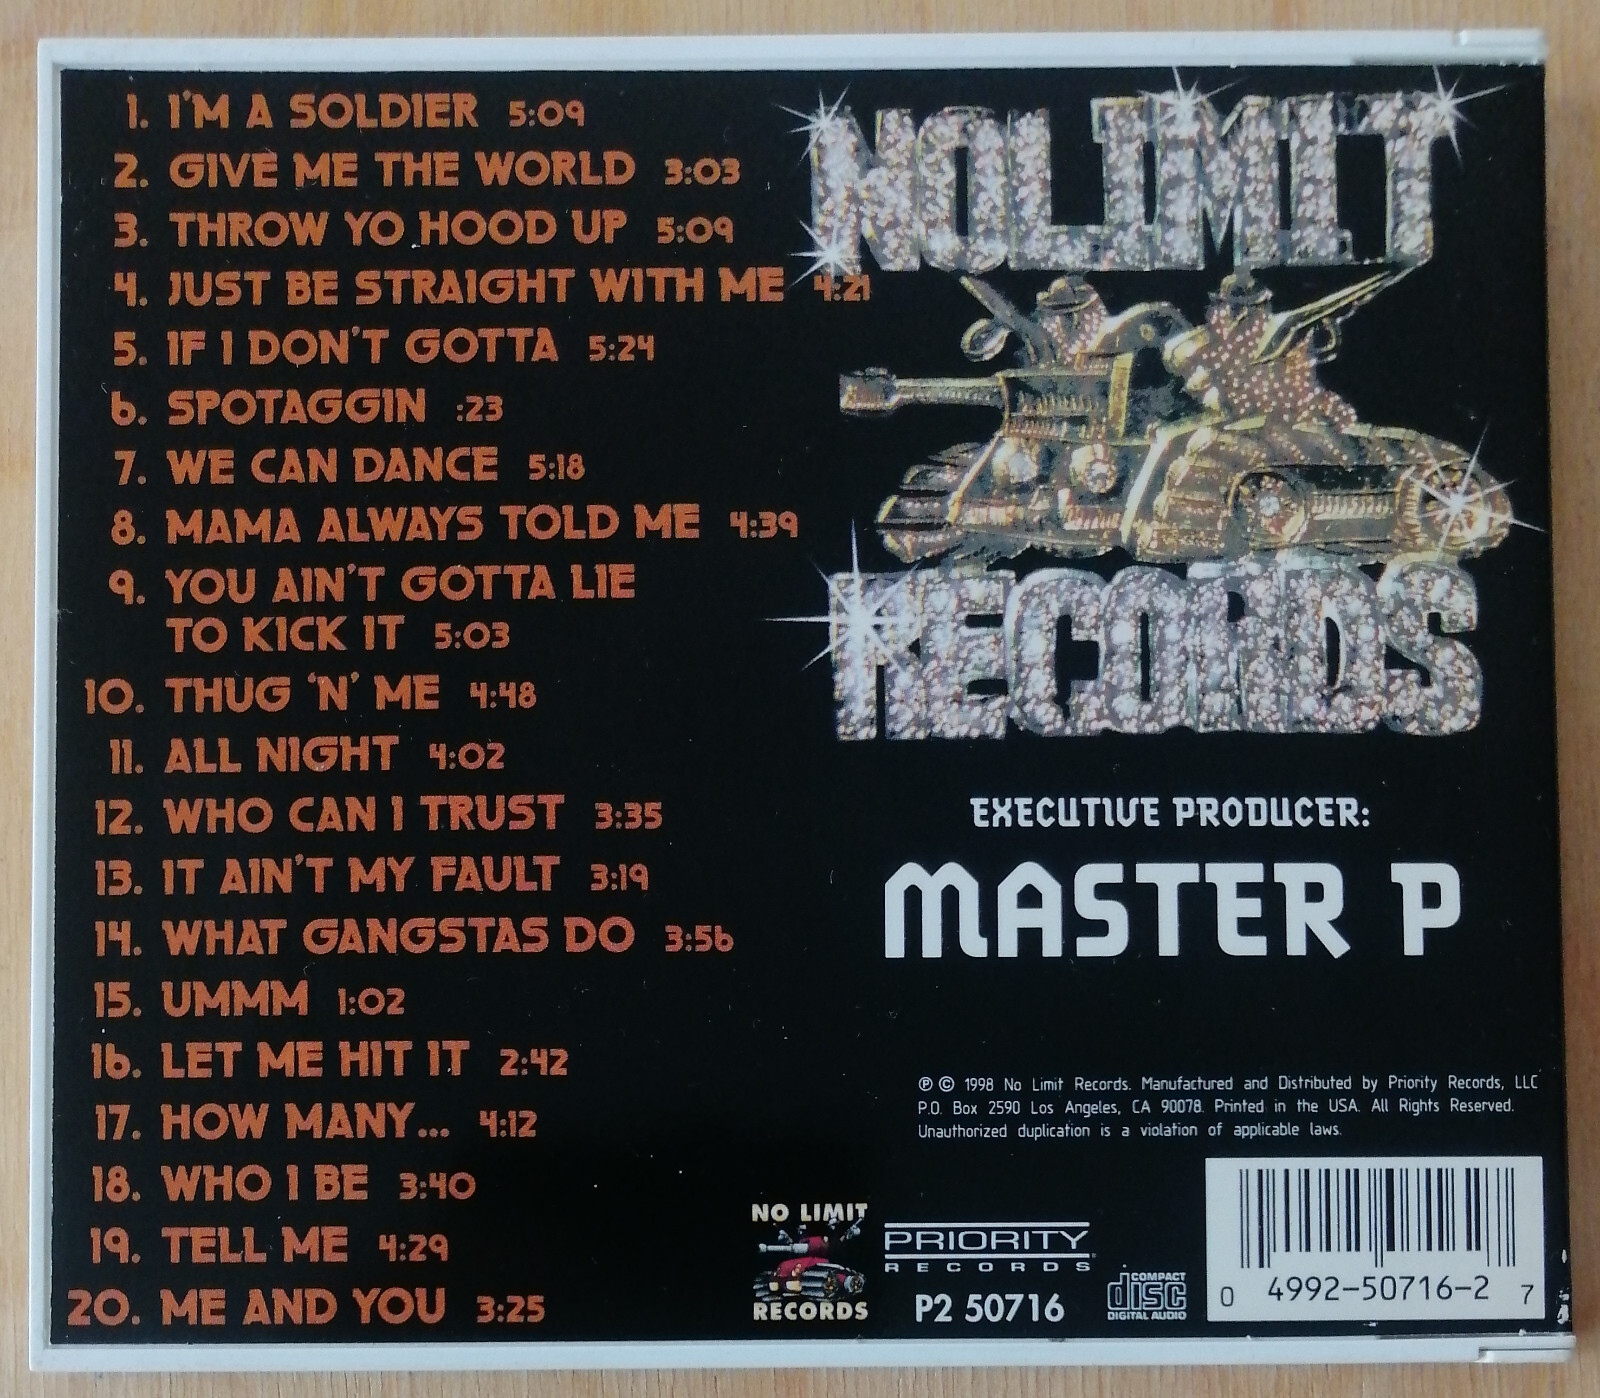 1. I'M A SOLDIER 5:09
2. GIVE ME THE WORLD 3:03
3. THROW YO HOOD UP 5:09
4. JUST BE STRAIGHT WITH ME 4:21
5. IF I DON'T GOTTA 5:24
6. SPOTAGGIN :23
7. WE CAN DANCE 5:18
8. MAMA ALWAYS TOLD ME 4:39
9. YOU AIN'T GOTTA LIE
TO KICK IT 5:03
10. THUG 'N' ME 4:48
11. ALL NIGHT 4:02
12. WHO CAN I TRUST 3:35
13. IT AIN'T MY FAULT 3:19
14. WHAT GANGSTAS DO 3:56
15. UMMM 1:02
16. LET ME HIT IT 2:42
17. HOW MANY... 4:12
18. WHO I BE 3:40
19. TELL ME 4:29
20. ME AND YOU 3:25
NO LIMIT
RECORDS
EXECUTIVE PRODUCER:
MASTER P
℗ © 1998 No Limit Records. Manufactured and Distributed by Priority Records, LLC
P.O. Box 2590 Los Angeles, CA 90078. Printed in the USA. All Rights Reserved.
Unauthorized duplication is a violation of applicable laws.
NO LIMIT
RECORDS
PRIORITY
RECORDS
P2 50716
COMPACT
disc
DIGITAL AUDIO
0 4992-50716-2 7